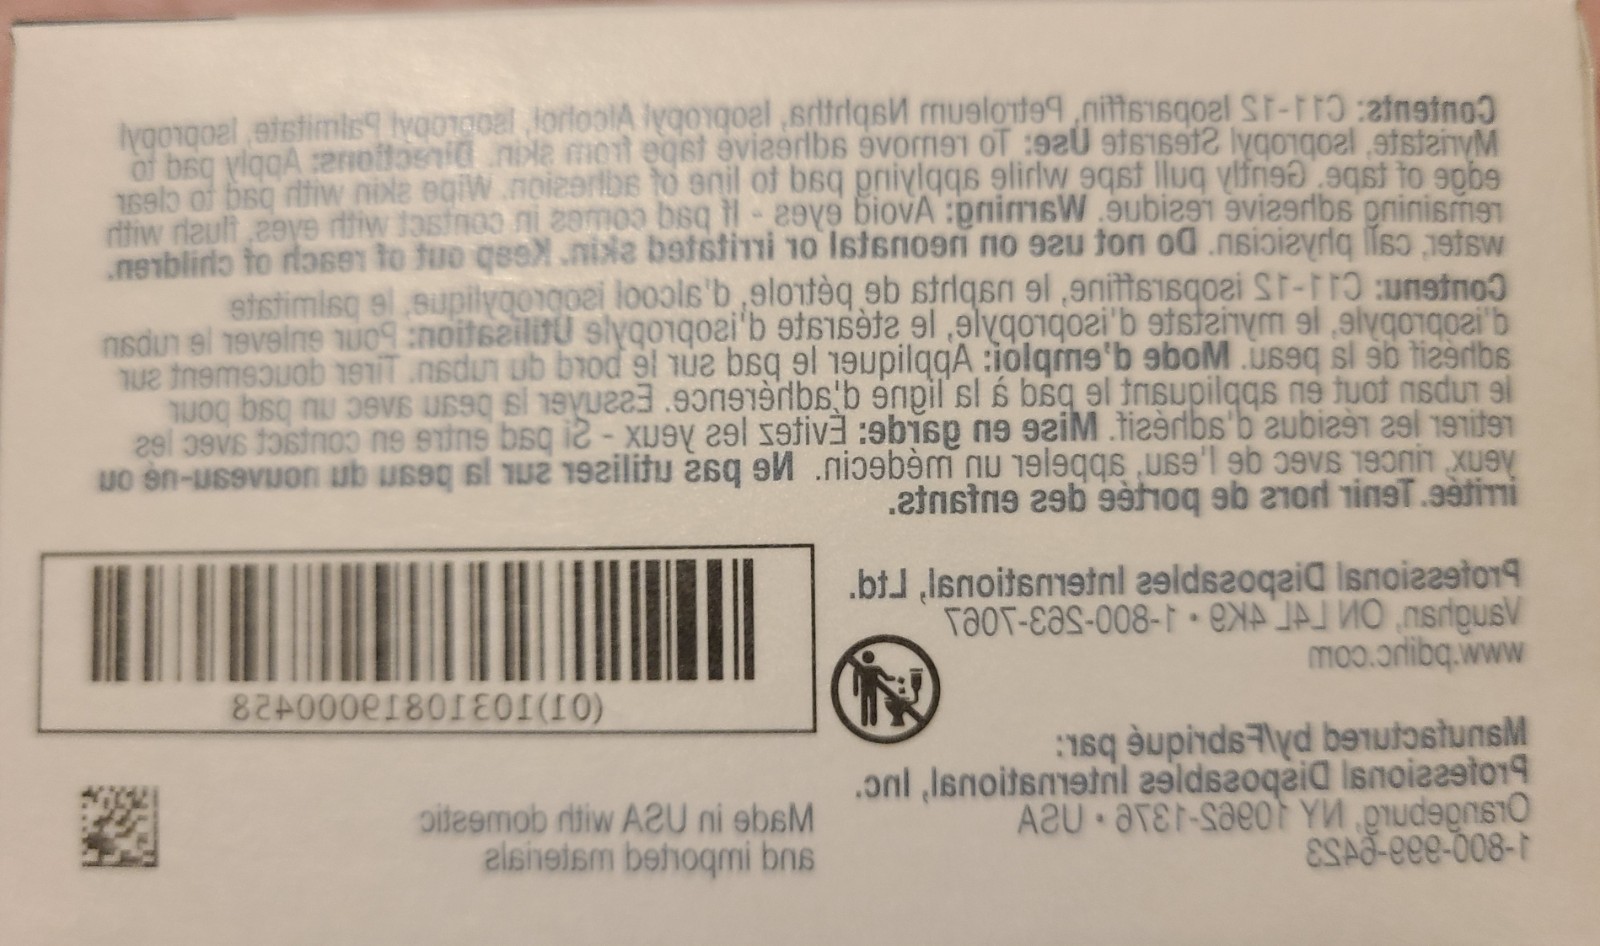 Contents: C11-12 Isoparaffin, Petroleum Naphtha, Isopropyl Alcohol, Isopropyl Palmitate, Isopropyl
Myristate, Isopropyl Stearate Use: To remove adhesive tape from skin. Directions: Apply pad to
edge of tape. Gently pull tape while applying pad to line of adhesion. Wipe skin with pad to clear
remaining adhesive residue. Warning: Avoid eyes - If pad comes in contact with eyes, flush with
water, call physician. Do not use on neonatal or irritated skin. Keep out of reach of children.
Contenu: C11-12 isoparaffine, le naphta de pétrole, d'alcool isopropylique, le palmitate
d'isopropyle, le myristate d'isopropyle, le stéarate d'isopropyle Utilisation: Pour enlever le ruban
adhésif de la peau. Mode d'emploi: Appliquer le pad sur le bord du ruban. Tirer doucement sur
le ruban tout en appliquant le pad à la ligne d'adhérence. Essuyer la peau avec un pad pour
retirer les résidus d'adhésif. Mise en garde: Évitez les yeux - Si pad entre en contact avec les
yeux, rincer avec de l'eau, appeler un médecin. Ne pas utiliser sur la peau du nouveau-né ou
irritée. Tenir hors de portée des enfants.
Professional Disposables International, Ltd.
Vaughan, ON L4L 4K9 • 1-800-263-7067
www.pdihc.com
(01)10310819000458
Manufactured by/Fabriqué par:
Professional Disposables International, Inc.
Orangeburg, NY 10962-1376 • USA
1-800-999-6423
Made in USA with domestic
and imported materials